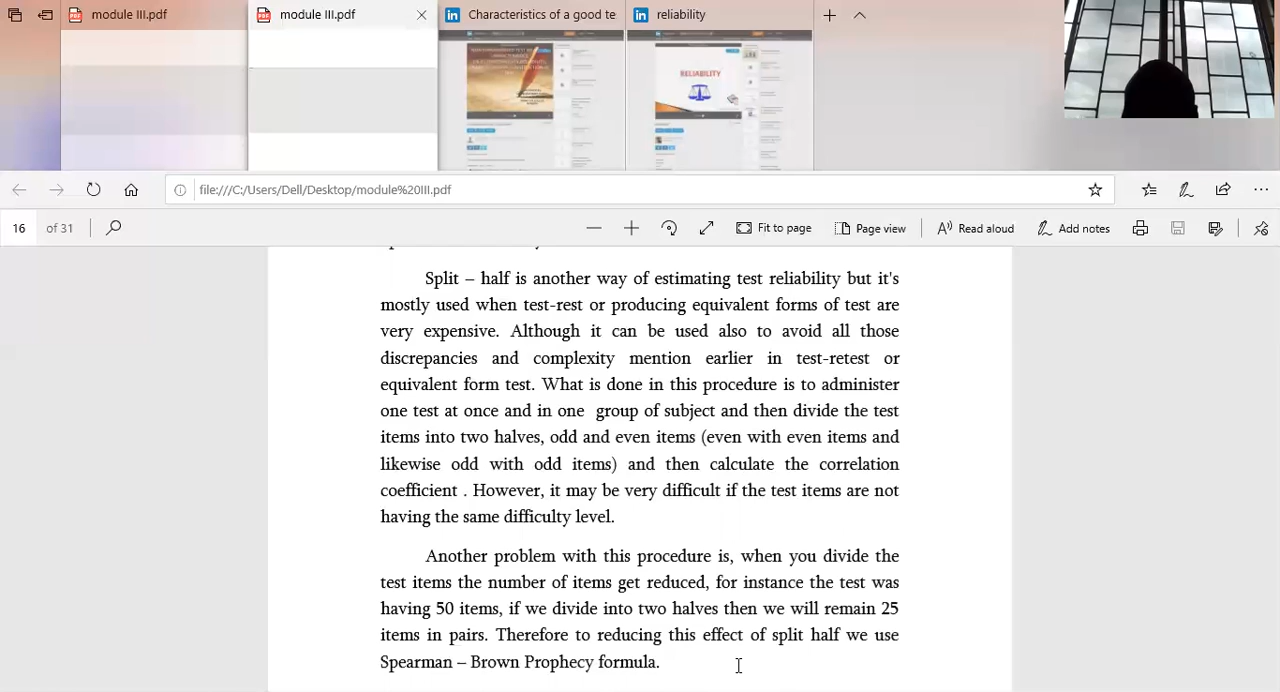 module III.pdf
module III.pdf
Characteristics of a good te
reliability
RELIABILITY
file:///C:/Users/Dell/Desktop/module%20III.pdf
16 of 31
Fit to page
Page view
Read aloud
Add notes
Split – half is another way of estimating test reliability but it's
mostly used when test-rest or producing equivalent forms of test are
very expensive. Although it can be used also to avoid all those
discrepancies and complexity mention earlier in test-retest or
equivalent form test. What is done in this procedure is to administer
one test at once and in one group of subject and then divide the test
items into two halves, odd and even items (even with even items and
likewise odd with odd items) and then calculate the correlation
coefficient . However, it may be very difficult if the test items are not
having the same difficulty level.
Another problem with this procedure is, when you divide the
test items the number of items get reduced, for instance the test was
having 50 items, if we divide into two halves then we will remain 25
items in pairs. Therefore to reducing this effect of split half we use
Spearman – Brown Prophecy formula.